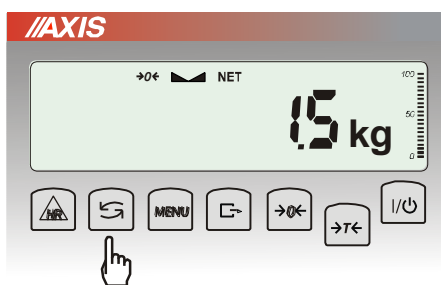 //AXIS
→0← NET
100
1.5 kg
50
0
HR MENU →0← →T← I/⏻